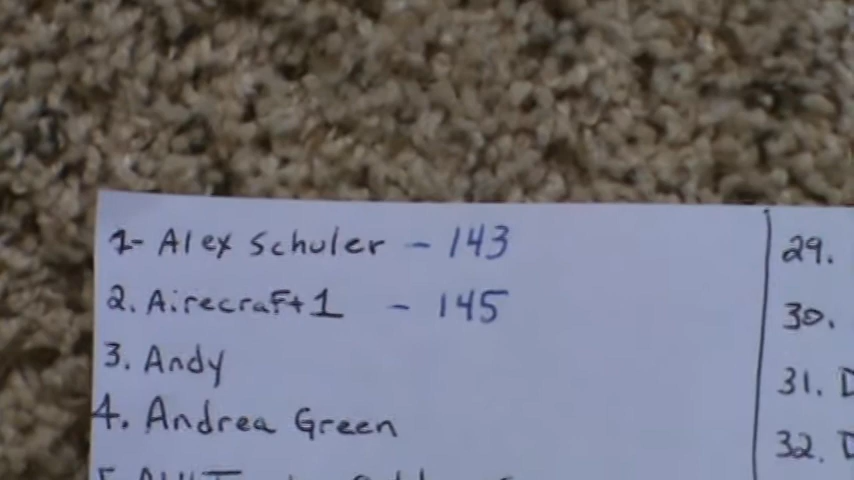 1- Alex Schuler - 143
2. Airecraft1 - 145
3. Andy
4. Andrea Green
29.
30.
31. D
32. D